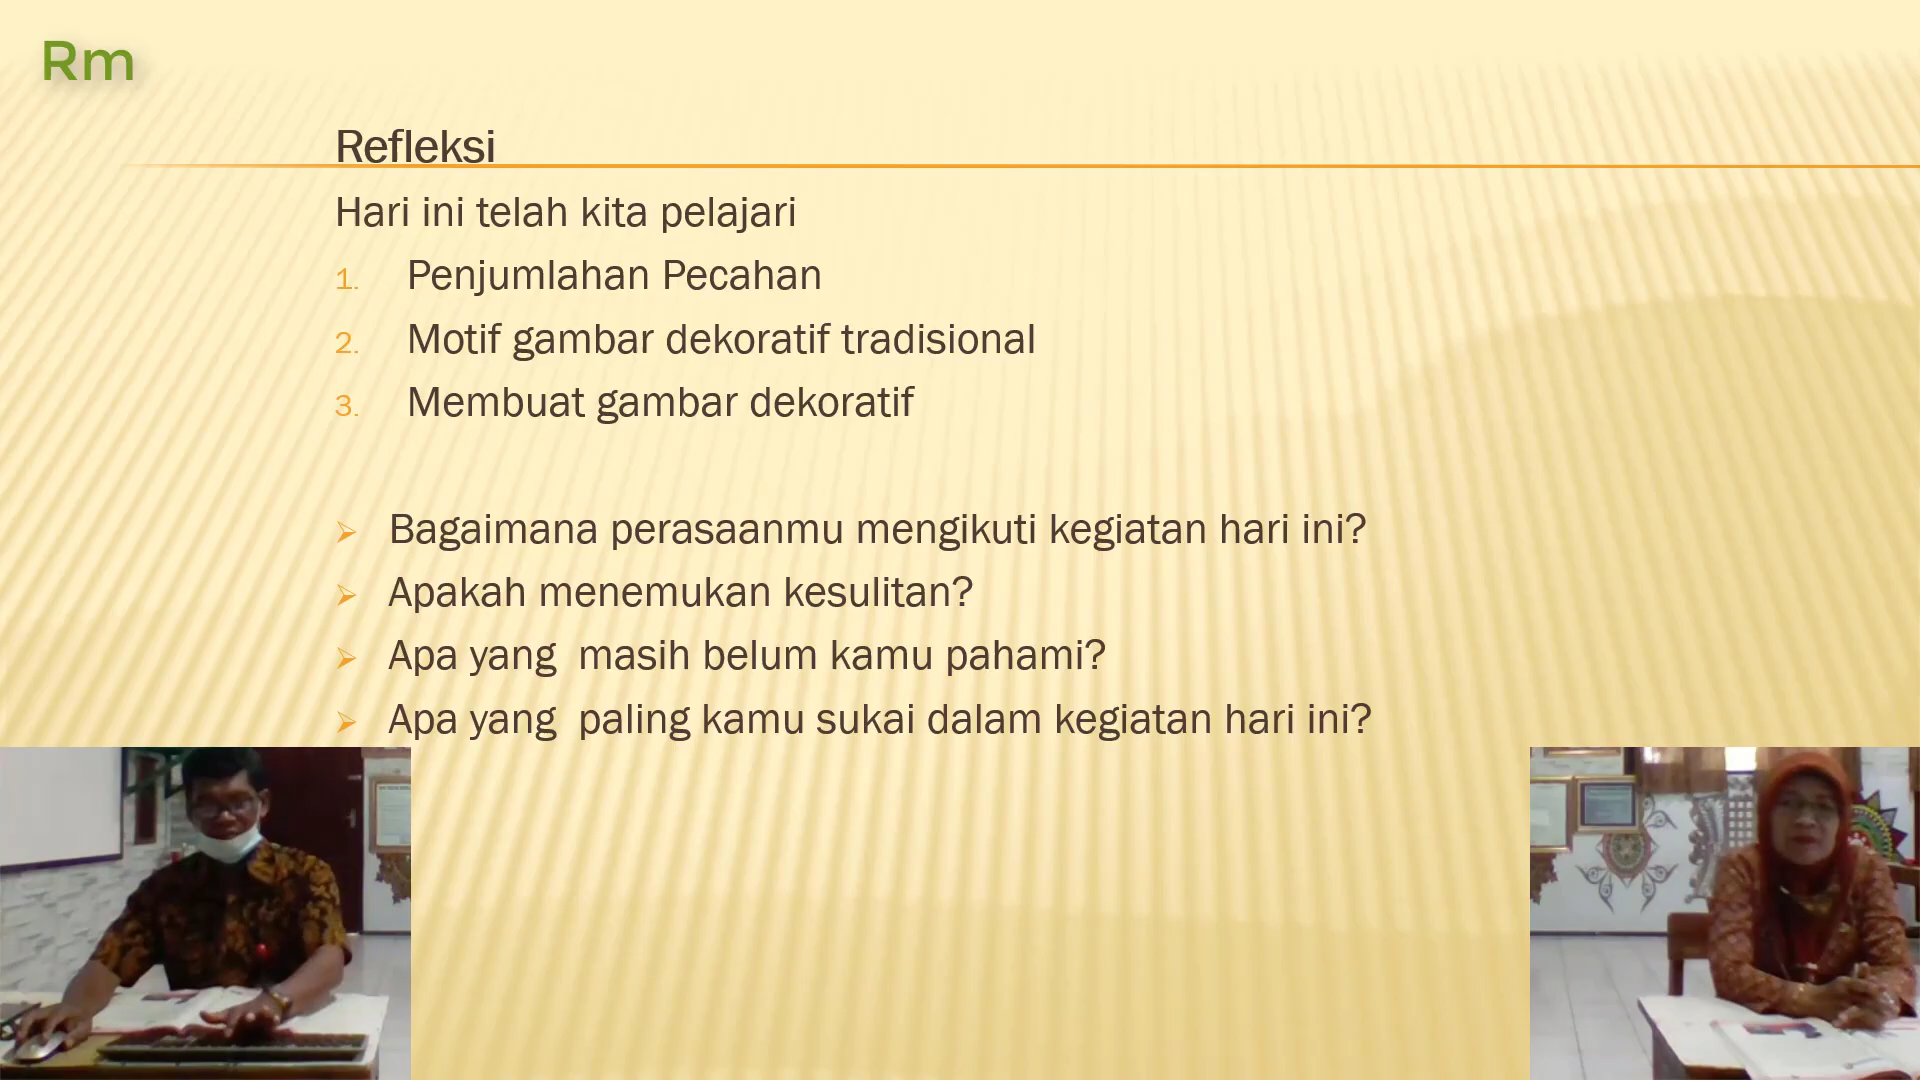 Rm
Refleksi
Hari ini telah kita pelajari
1. Penjumlahan Pecahan
2. Motif gambar dekoratif tradisional
3. Membuat gambar dekoratif
➢ Bagaimana perasaanmu mengikuti kegiatan hari ini?
➢ Apakah menemukan kesulitan?
➢ Apa yang  masih belum kamu pahami?
➢ Apa yang  paling kamu sukai dalam kegiatan hari ini?